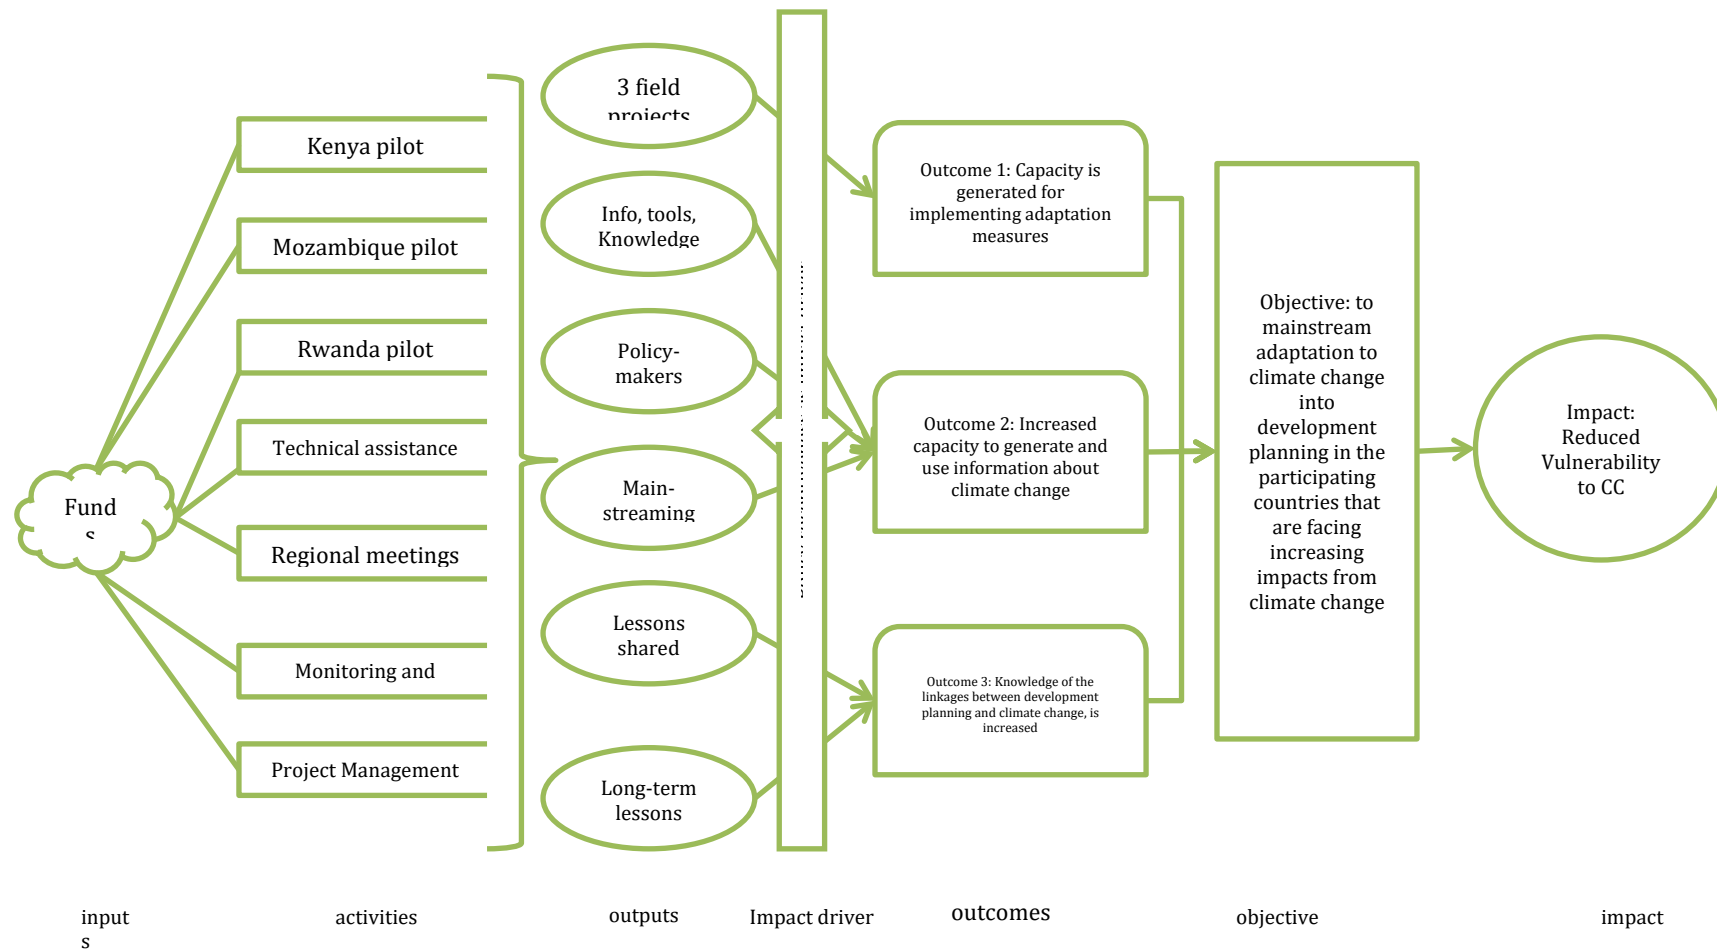 Kenya pilot
Mozambique pilot
Rwanda pilot
Technical assistance
Regional meetings
Monitoring and
Project Management
Fund
s
3 field
projects
Info, tools,
Knowledge
Policy-
makers
Main-
streaming
Lessons
shared
Long-term
lessons
Outcome 1: Capacity is
generated for
implementing adaptation
measures
Outcome 2: Increased
capacity to generate and
use information about
climate change
Outcome 3: Knowledge of the
linkages between development
planning and climate change, is
increased
Objective: to
mainstream
adaptation to
climate change
into
development
planning in the
participating
countries that
are facing
increasing
impacts from
climate change
Impact:
Reduced
Vulnerability
to CC
input
s
activities
outputs
Impact driver
outcomes
objective
impact